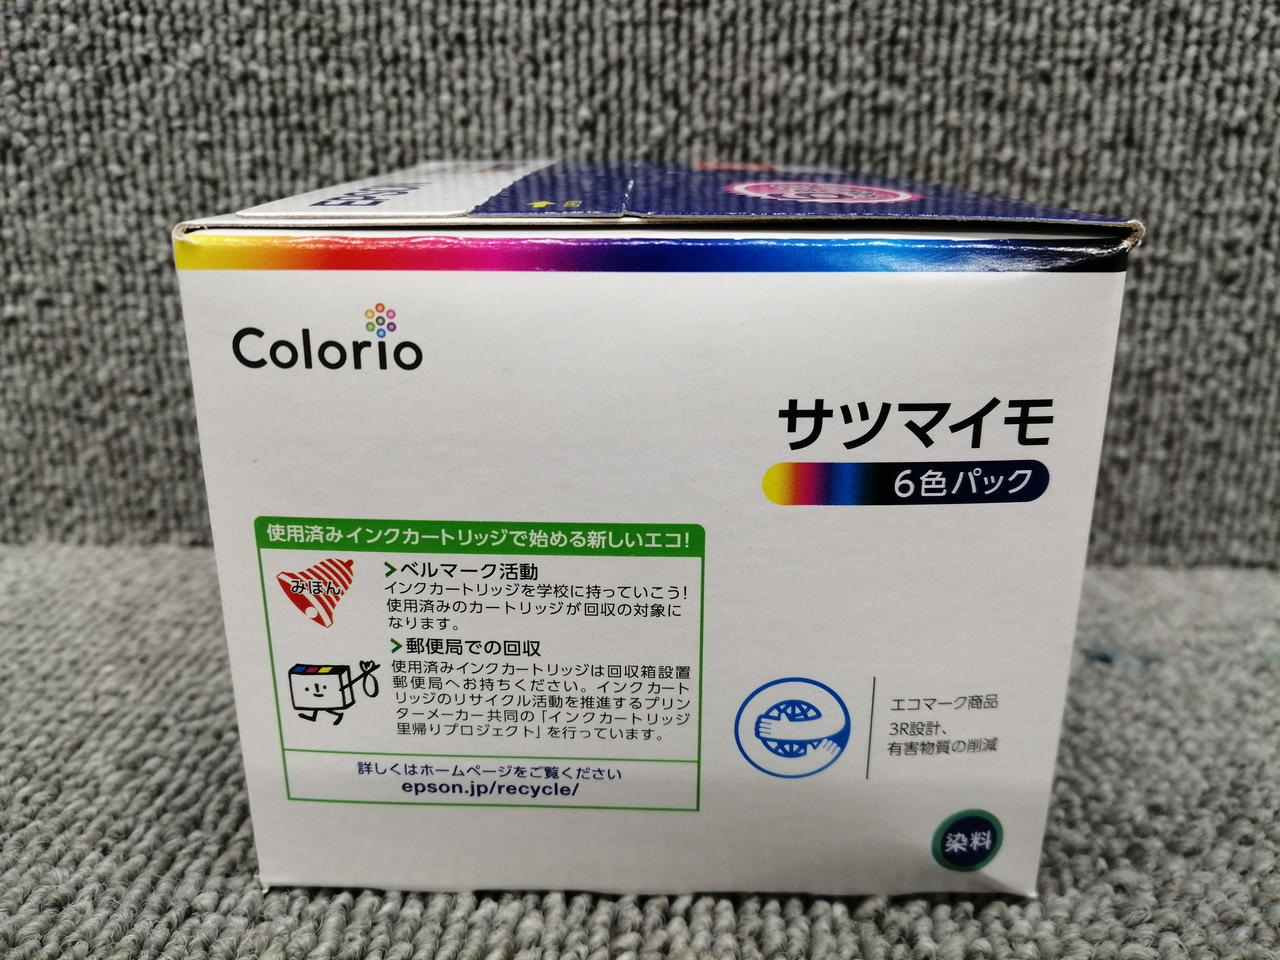 EPSON
Colorio
サツマイモ
6色パック
使用済みインクカートリッジで始める新しいエコ!
みほん
ベルマーク活動
インクカートリッジを学校に持っていこう!
使用済みのカートリッジが回収の対象に
なります。
郵便局での回収
使用済みインクカートリッジは回収箱設置
郵便局へお持ちください。インクカート
リッジのリサイクル活動を推進するプリン
ターメーカー共同の「インクカートリッジ
里帰りプロジェクト」を行っています。
詳しくはホームページをご覧ください
epson.jp/recycle/
エコマーク商品
3R設計、
有害物質の削減
染料